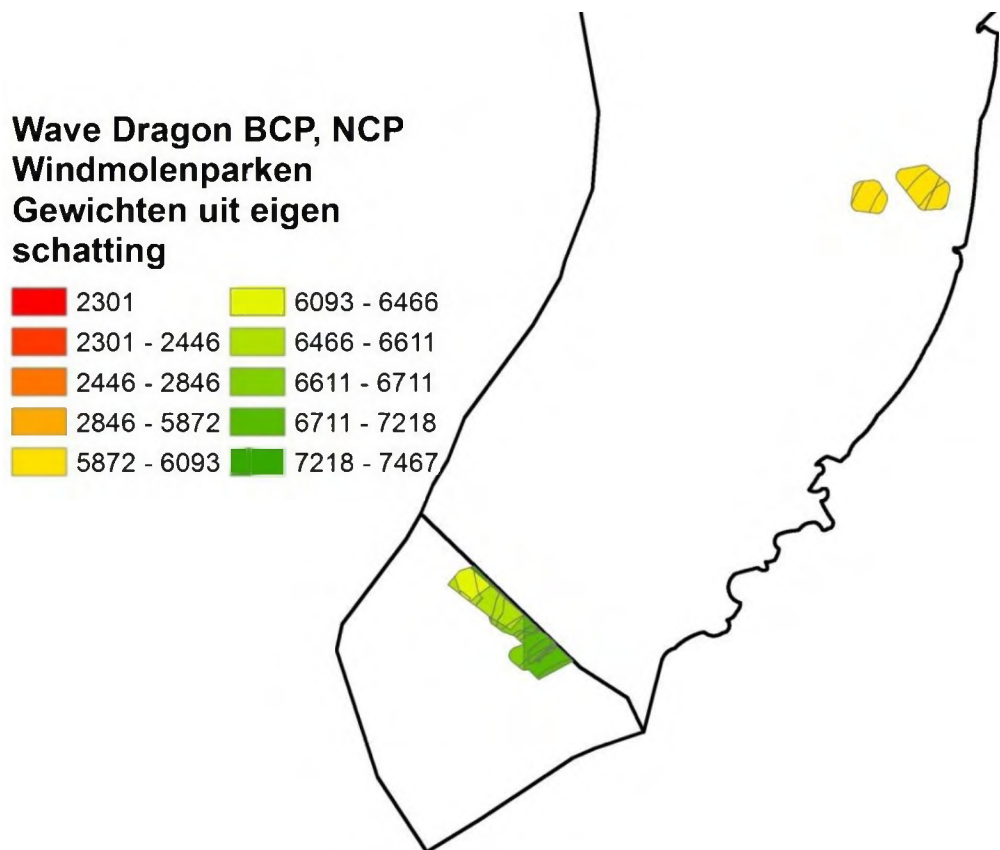 Wave Dragon BCP, NCP
Windmolenparken
Gewichten uit eigen
schatting
2301
2301 - 2446
2446 - 2846
2846 - 5872
5872 - 6093
6093 - 6466
6466 - 6611
6611 - 6711
6711 - 7218
7218 - 7467